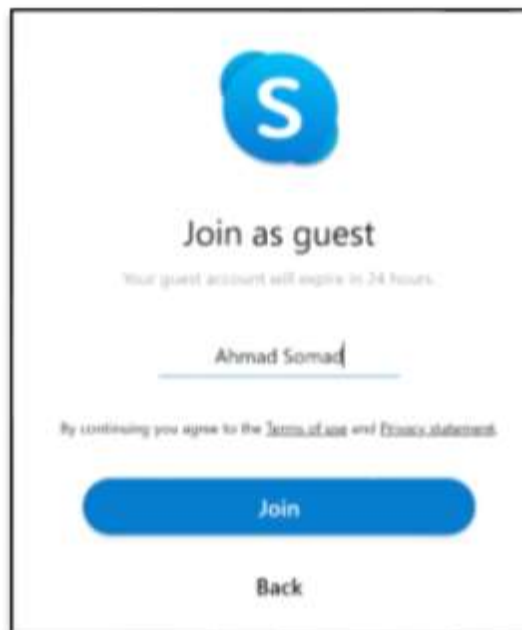 S
Join as guest
Your guest account will expire in 24 hours.
Ahmad Somad
By continuing you agree to the Terms of use and Privacy statement.
Join
Back